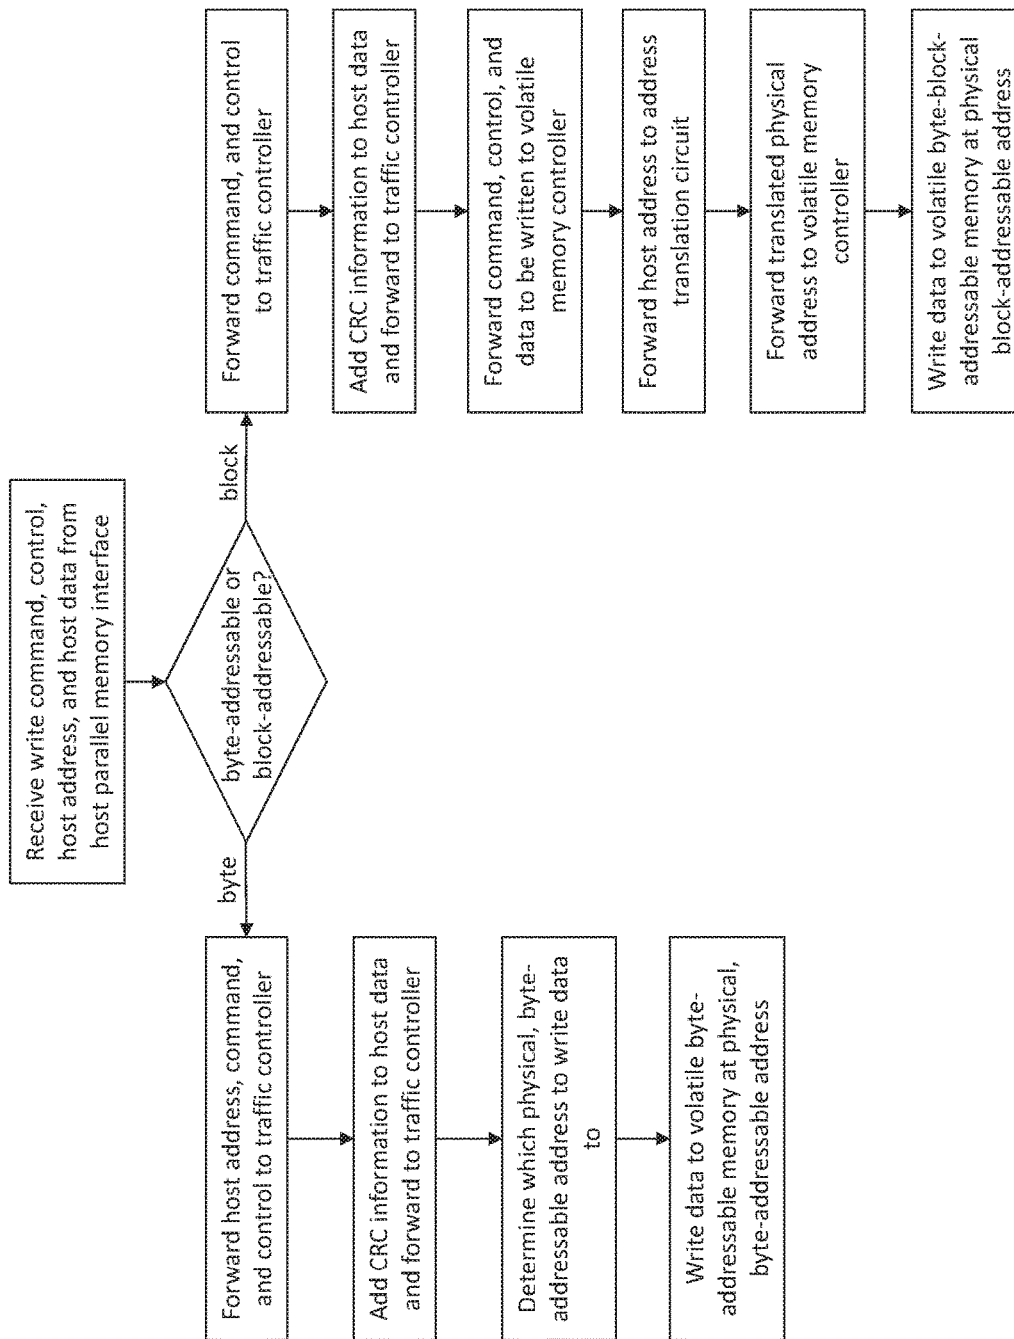 Receive write command, control,
host address, and host data from
host parallel memory interface
byte-addressable or
block-addressable?
byte
block
Forward host address, command,
and control to traffic controller
Add CRC information to host data
and forward to traffic controller
Determine which physical, byte-
addressable address to write data
to
Write data to volatile byte-
addressable memory at physical,
byte-addressable address
Forward command, and control
to traffic controller
Add CRC information to host data
and forward to traffic controller
Forward command, control, and
data to be written to volatile
memory controller
Forward host address to address
translation circuit
Forward translated physical
address to volatile memory
controller
Write data to volatile byte-block-
addressable memory at physical
block-addressable address